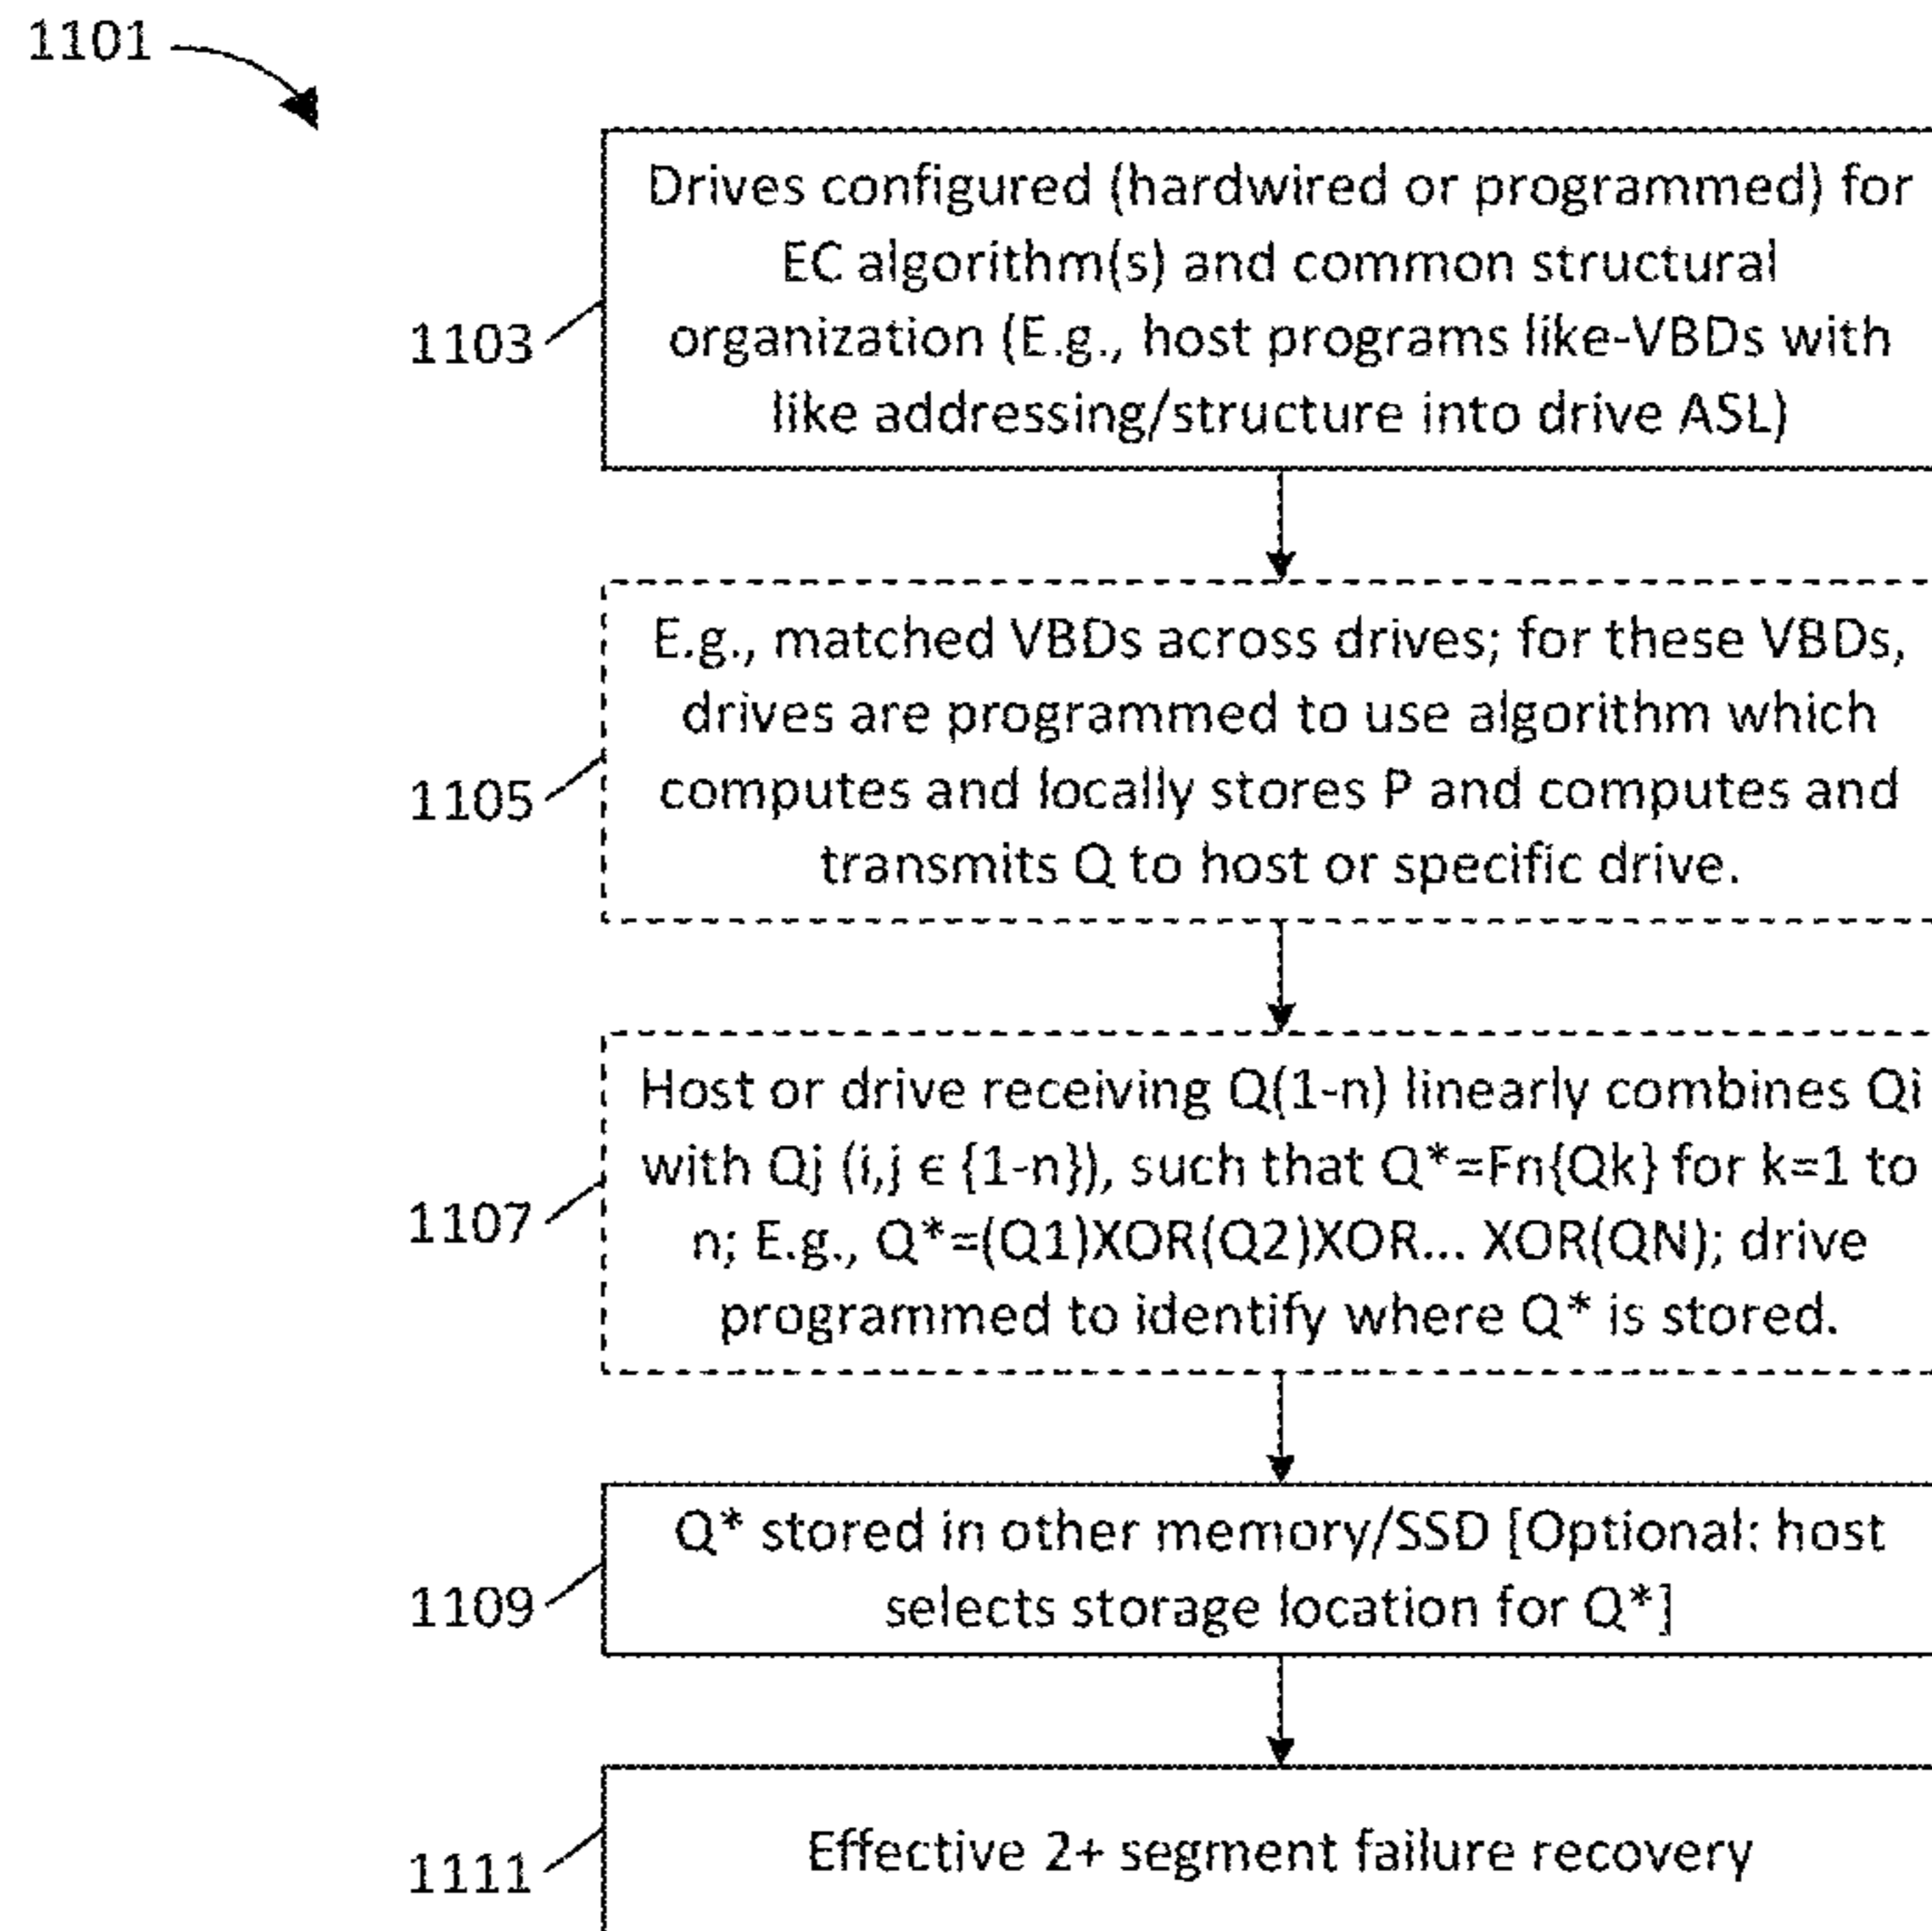 1101
Drives configured (hardwired or programmed) for
EC algorithm(s) and common structural
organization (E.g., host programs like-VBDs with
like addressing/structure into drive ASL)
1103
E.g., matched VBDs across drives; for these VBDs,
drives are programmed to use algorithm which
computes and locally stores P and computes and
transmits Q to host or specific drive.
1105
Host or drive receiving Q(1-n) linearly combines Qi
with Qj (i,j ϵ {1-n}), such that Q*=Fn{Qk} for k=1 to
n; E.g., Q*=(Q1)XOR(Q2)XOR... XOR(QN); drive
programmed to identify where Q* is stored.
1107
Q* stored in other memory/SSD [Optional: host
selects storage location for Q*]
1109
Effective 2+ segment failure recovery
1111